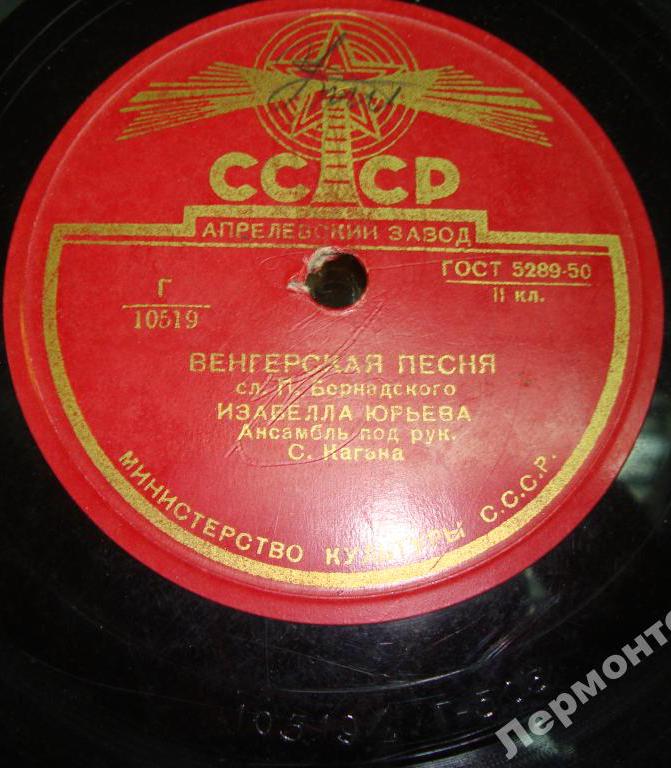 СССР
АПРЕЛЕВСКИЙ ЗАВОД
Г
10519
ГОСТ 5289-50
II кл.
ВЕНГЕРСКАЯ ПЕСНЯ
сл. П. Бернадского
ИЗАБЕЛЛА ЮРЬЕВА
Ансамбль под рук.
С. Кагана
МИНИСТЕРСТВО КУЛЬТУРЫ С.С.С.Р.
10519